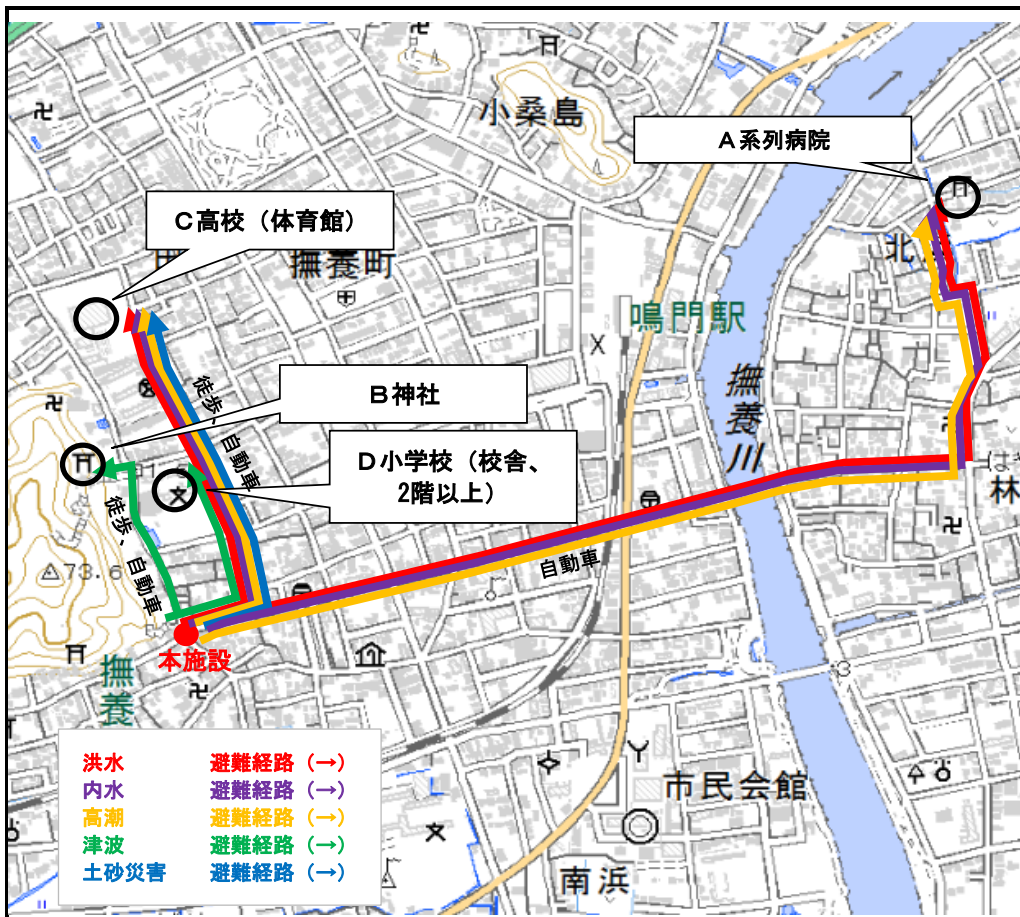 小桑島
A系列病院
C高校（体育館）
撫養町
北
鳴門駅
B神社
撫養川
徒歩、自動車
D小学校（校舎、
2階以上）
徒歩、自動車
自動車
林
73.6
本施設
撫養
市民会館
南浜
洪水 避難経路（→）
内水 避難経路（→）
高潮 避難経路（→）
津波 避難経路（→）
土砂災害 避難経路（→）